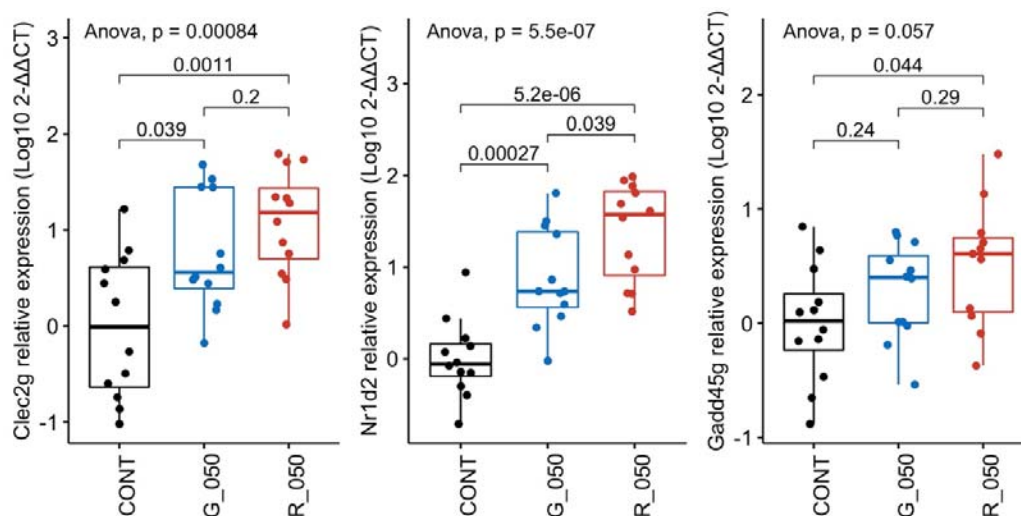 Clec2g relative expression (Log10 2-ΔΔCT)
Anova, p = 0.00084
0.0011
0.2
0.039
3
2
1
0
-1
CONT
G_050
R_050
Nr1d2 relative expression (Log10 2-ΔΔCT)
Anova, p = 5.5e-07
5.2e-06
0.039
0.00027
3
2
1
0
CONT
G_050
R_050
Gadd45g relative expression (Log10 2-ΔΔCT)
Anova, p = 0.057
0.044
0.29
0.24
2
1
0
-1
CONT
G_050
R_050